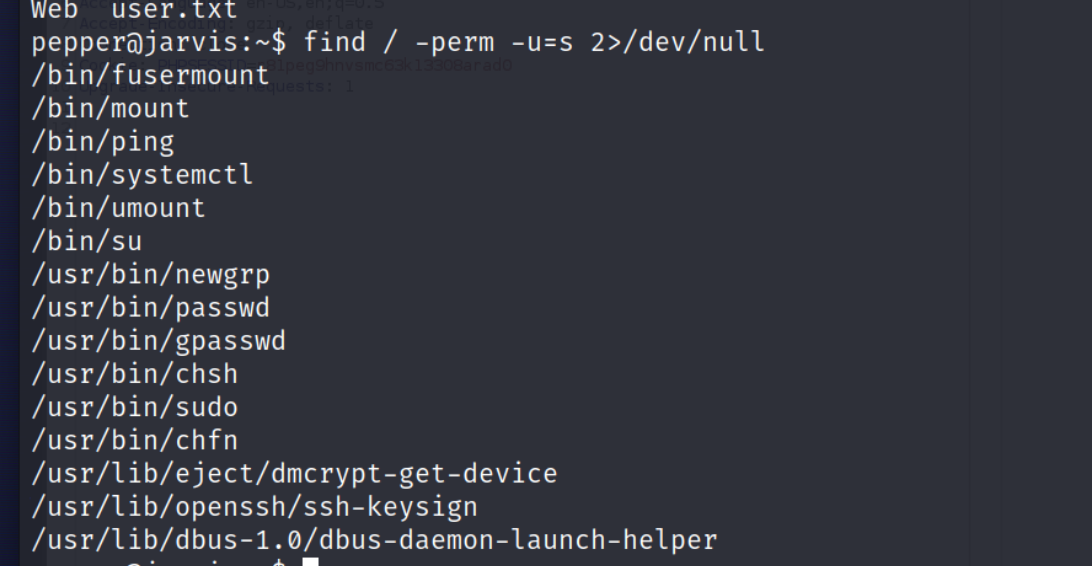 Web  user.txt
pepper@jarvis:~$ find / -perm -u=s 2>/dev/null
/bin/fusermount
/bin/mount
/bin/ping
/bin/systemctl
/bin/umount
/bin/su
/usr/bin/newgrp
/usr/bin/passwd
/usr/bin/gpasswd
/usr/bin/chsh
/usr/bin/sudo
/usr/bin/chfn
/usr/lib/eject/dmcrypt-get-device
/usr/lib/openssh/ssh-keysign
/usr/lib/dbus-1.0/dbus-daemon-launch-helper